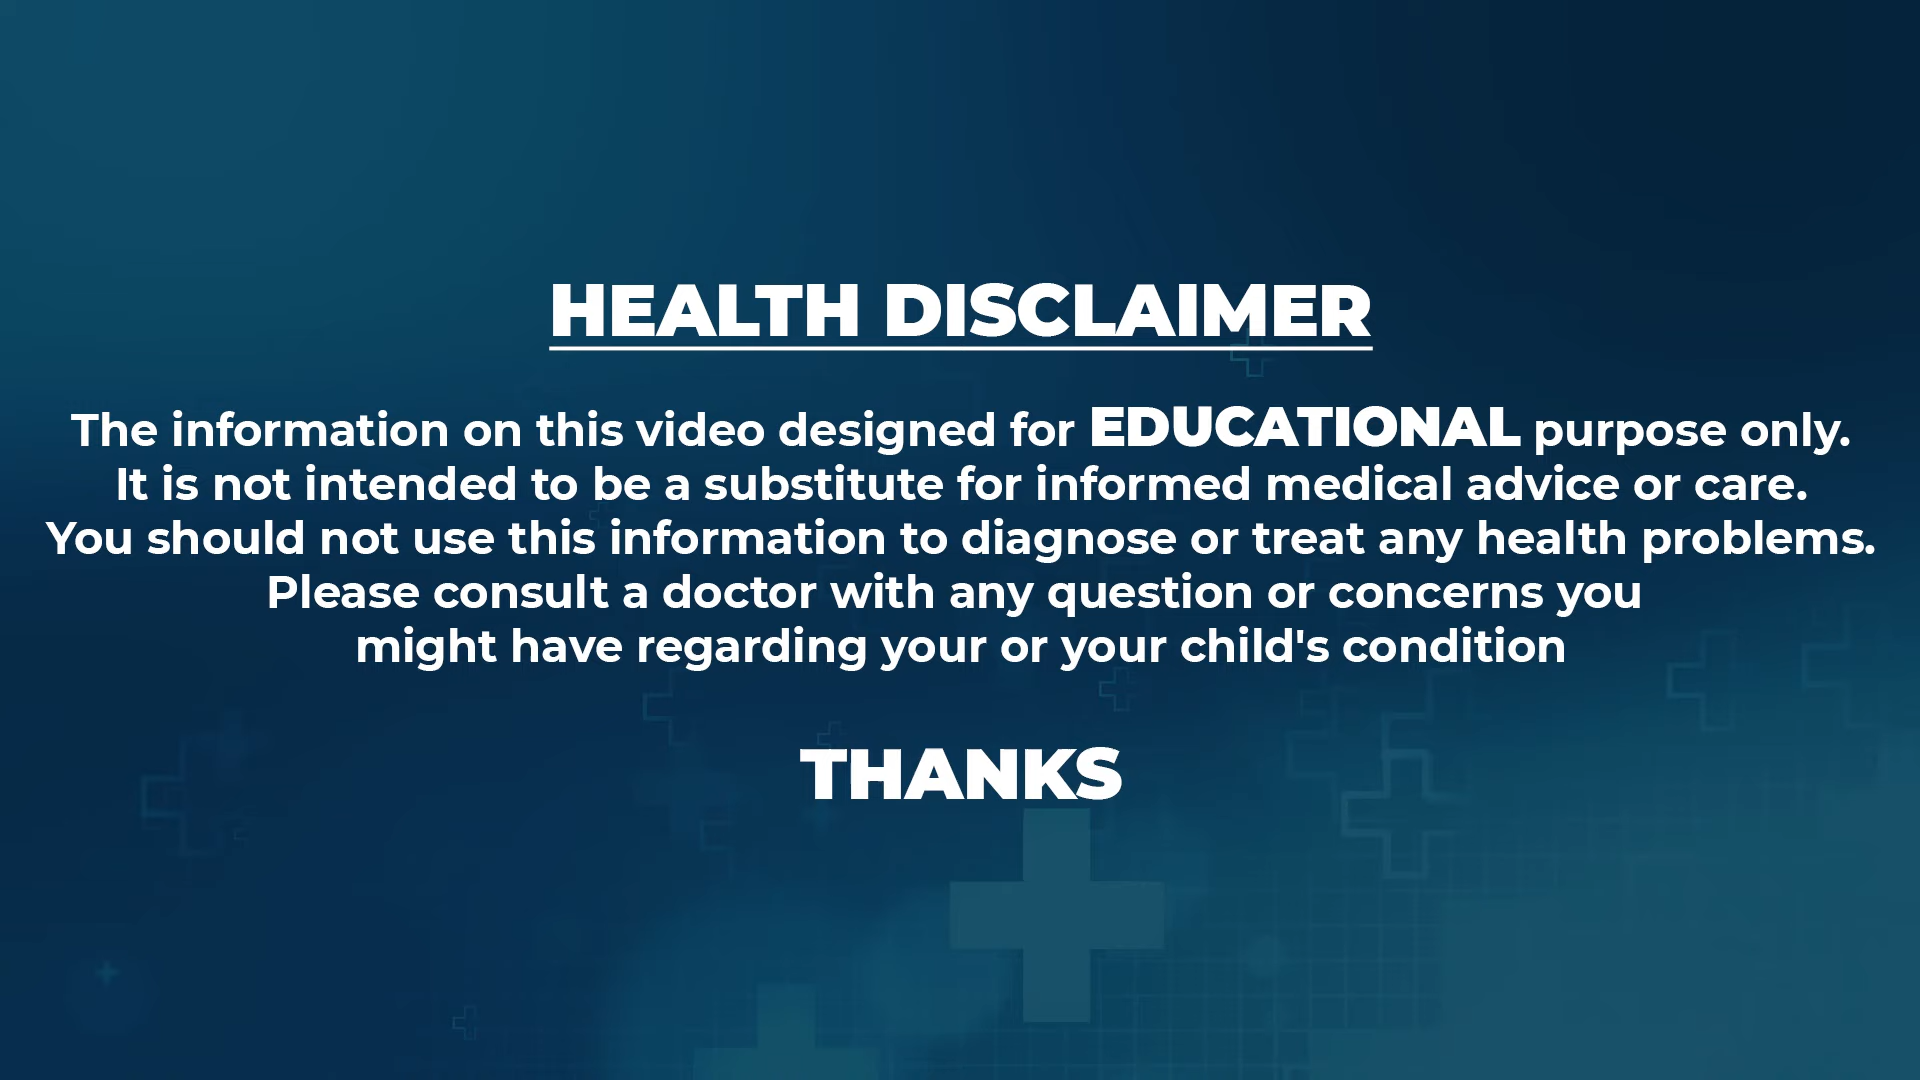 HEALTH DISCLAIMER
The information on this video designed for EDUCATIONAL purpose only.
It is not intended to be a substitute for informed medical advice or care.
You should not use this information to diagnose or treat any health problems.
Please consult a doctor with any question or concerns you
might have regarding your or your child's condition
THANKS